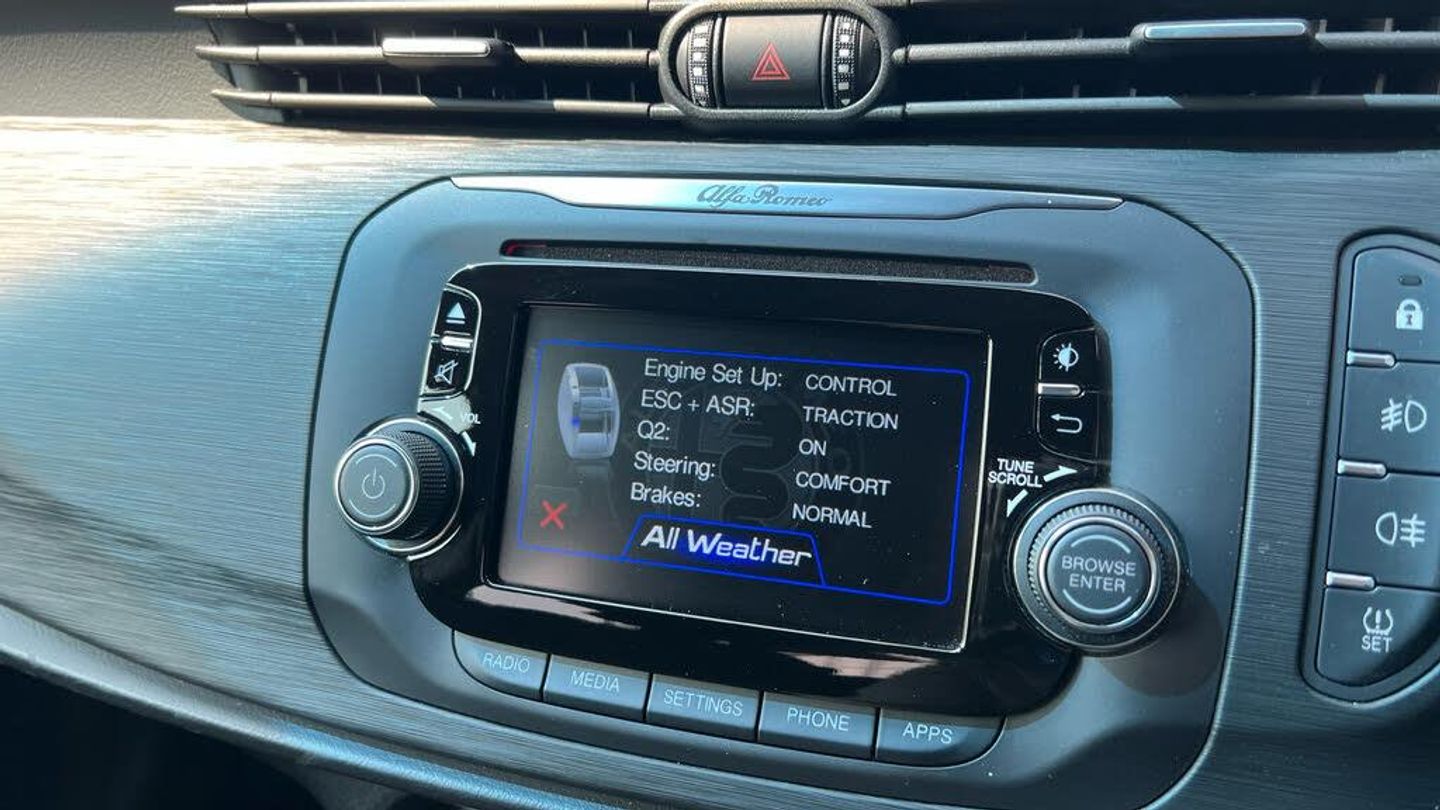 Alfa Romeo
VOL
Engine Set Up: CONTROL
ESC + ASR: TRACTION
Q2: ON
Steering: COMFORT
Brakes: NORMAL
All Weather
TUNE
SCROLL
BROWSE
ENTER
RADIO
MEDIA
SETTINGS
PHONE
APPS
SET